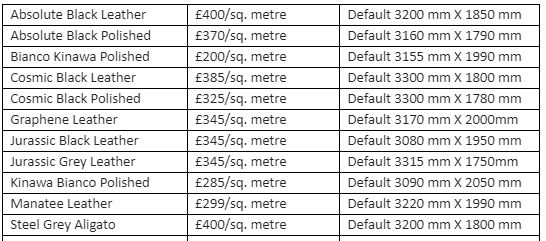 Absolute Black Leather £400/sq. metre Default 3200 mm X 1850 mm
Absolute Black Polished £370/sq. metre Default 3160 mm X 1790 mm
Bianco Kinawa Polished £200/sq. metre Default 3155 mm X 1990 mm
Cosmic Black Leather £385/sq. metre Default 3300 mm X 1800 mm
Cosmic Black Polished £325/sq. metre Default 3300 mm X 1780 mm
Graphene Leather £345/sq. metre Default 3170 mm X 2000mm
Jurassic Black Leather £345/sq. metre Default 3080 mm X 1950 mm
Jurassic Grey Leather £345/sq. metre Default 3315 mm X 1750mm
Kinawa Bianco Polished £285/sq. metre Default 3090 mm X 2050 mm
Manatee Leather £299/sq. metre Default 3220 mm X 1990 mm
Steel Grey Aligato £400/sq. metre Default 3200 mm X 1800 mm